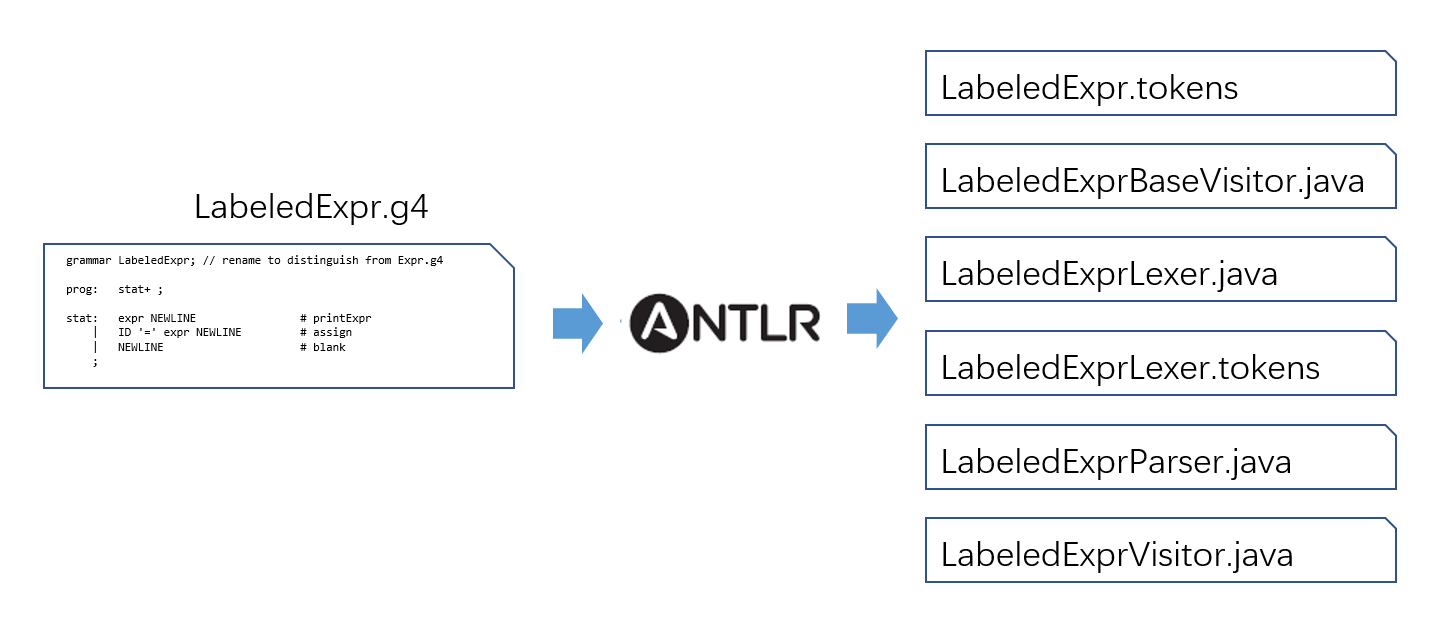 LabeledExpr.g4
grammar LabeledExpr; // rename to distinguish from Expr.g4
prog:   stat+ ;
stat:   expr NEWLINE                # printExpr
    |   ID '=' expr NEWLINE         # assign
    |   NEWLINE                     # blank
    ;
ANTLR
LabeledExpr.tokens
LabeledExprBaseVisitor.java
LabeledExprLexer.java
LabeledExprLexer.tokens
LabeledExprParser.java
LabeledExprVisitor.java